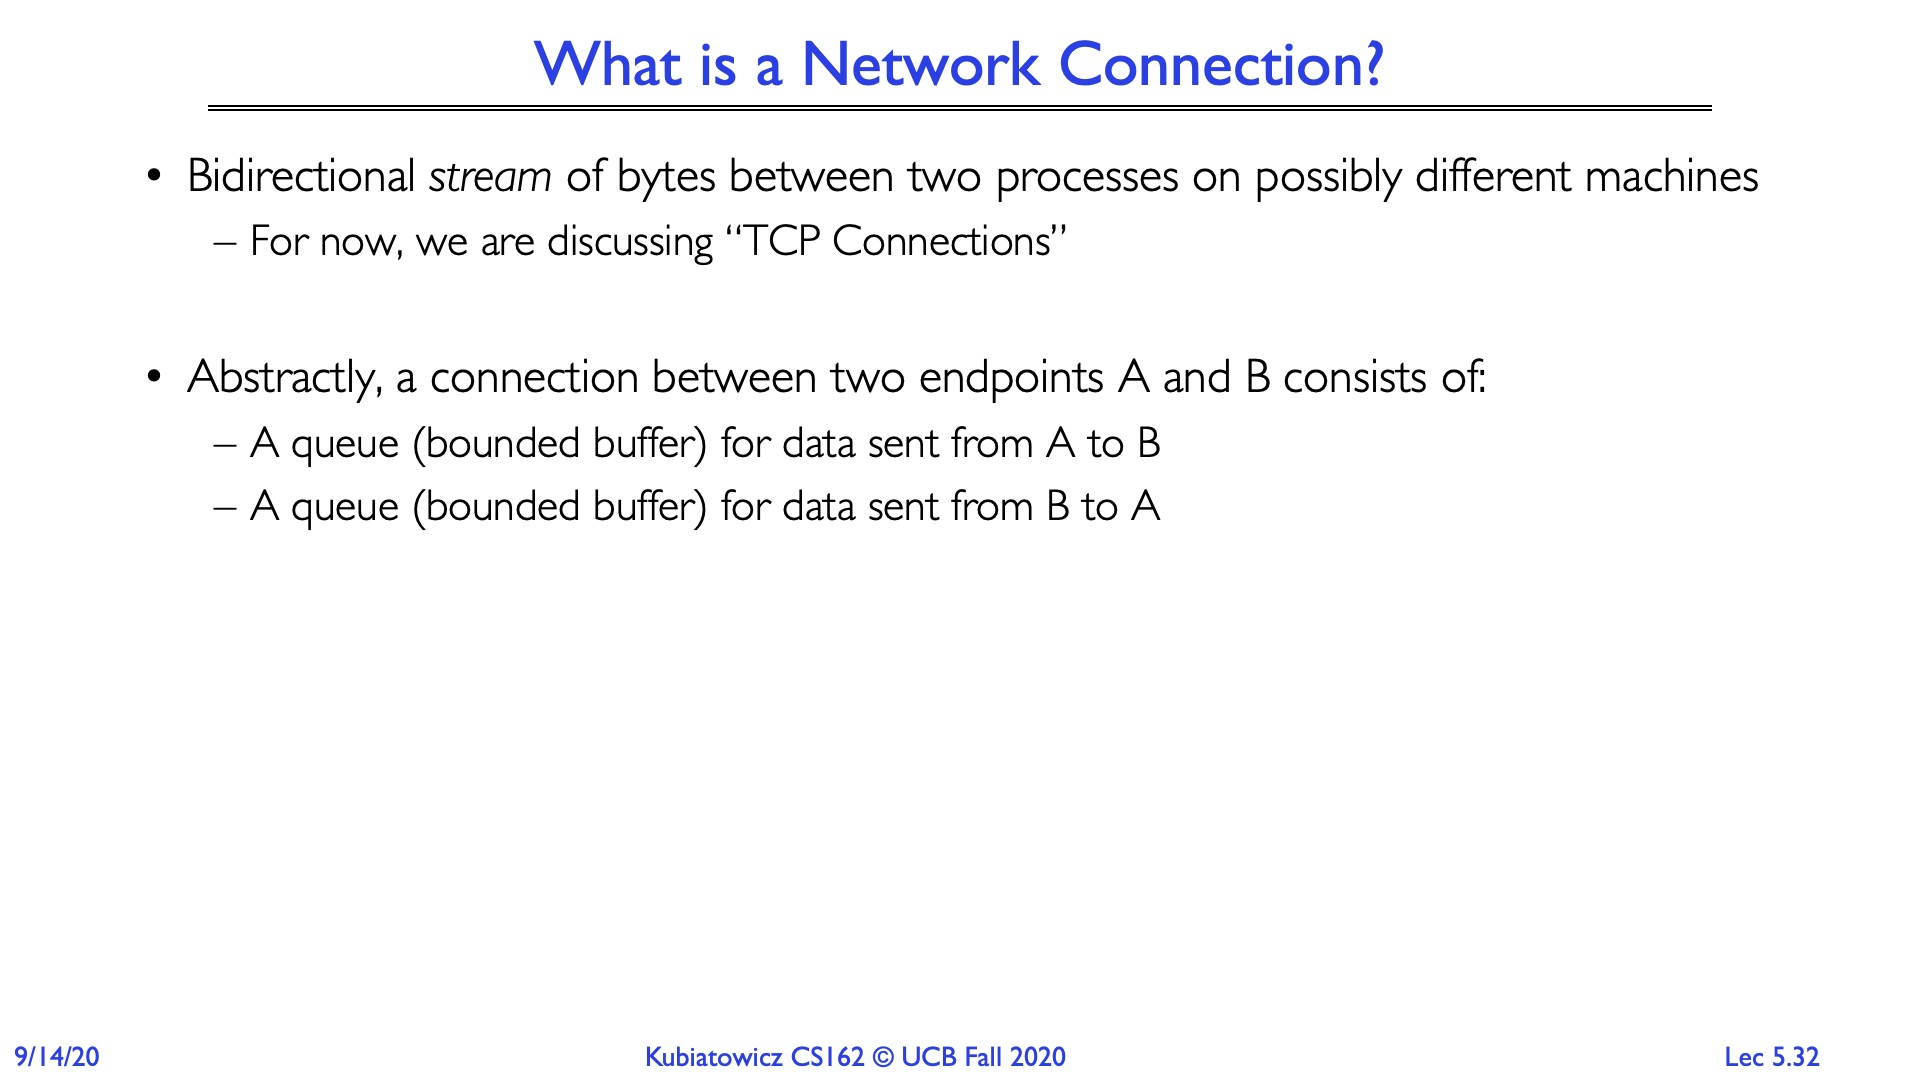 What is a Network Connection?
• Bidirectional stream of bytes between two processes on possibly different machines
– For now, we are discussing “TCP Connections”
• Abstractly, a connection between two endpoints A and B consists of:
– A queue (bounded buffer) for data sent from A to B
– A queue (bounded buffer) for data sent from B to A
9/14/20
Kubiatowicz CS162 © UCB Fall 2020
Lec 5.32